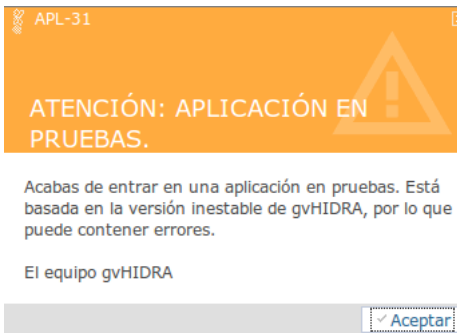 APL-31
ATENCIÓN: APLICACIÓN EN
PRUEBAS.
Acabas de entrar en una aplicación en pruebas. Está
basada en la versión inestable de gvHIDRA, por lo que
puede contener errores.
El equipo gvHIDRA
Aceptar